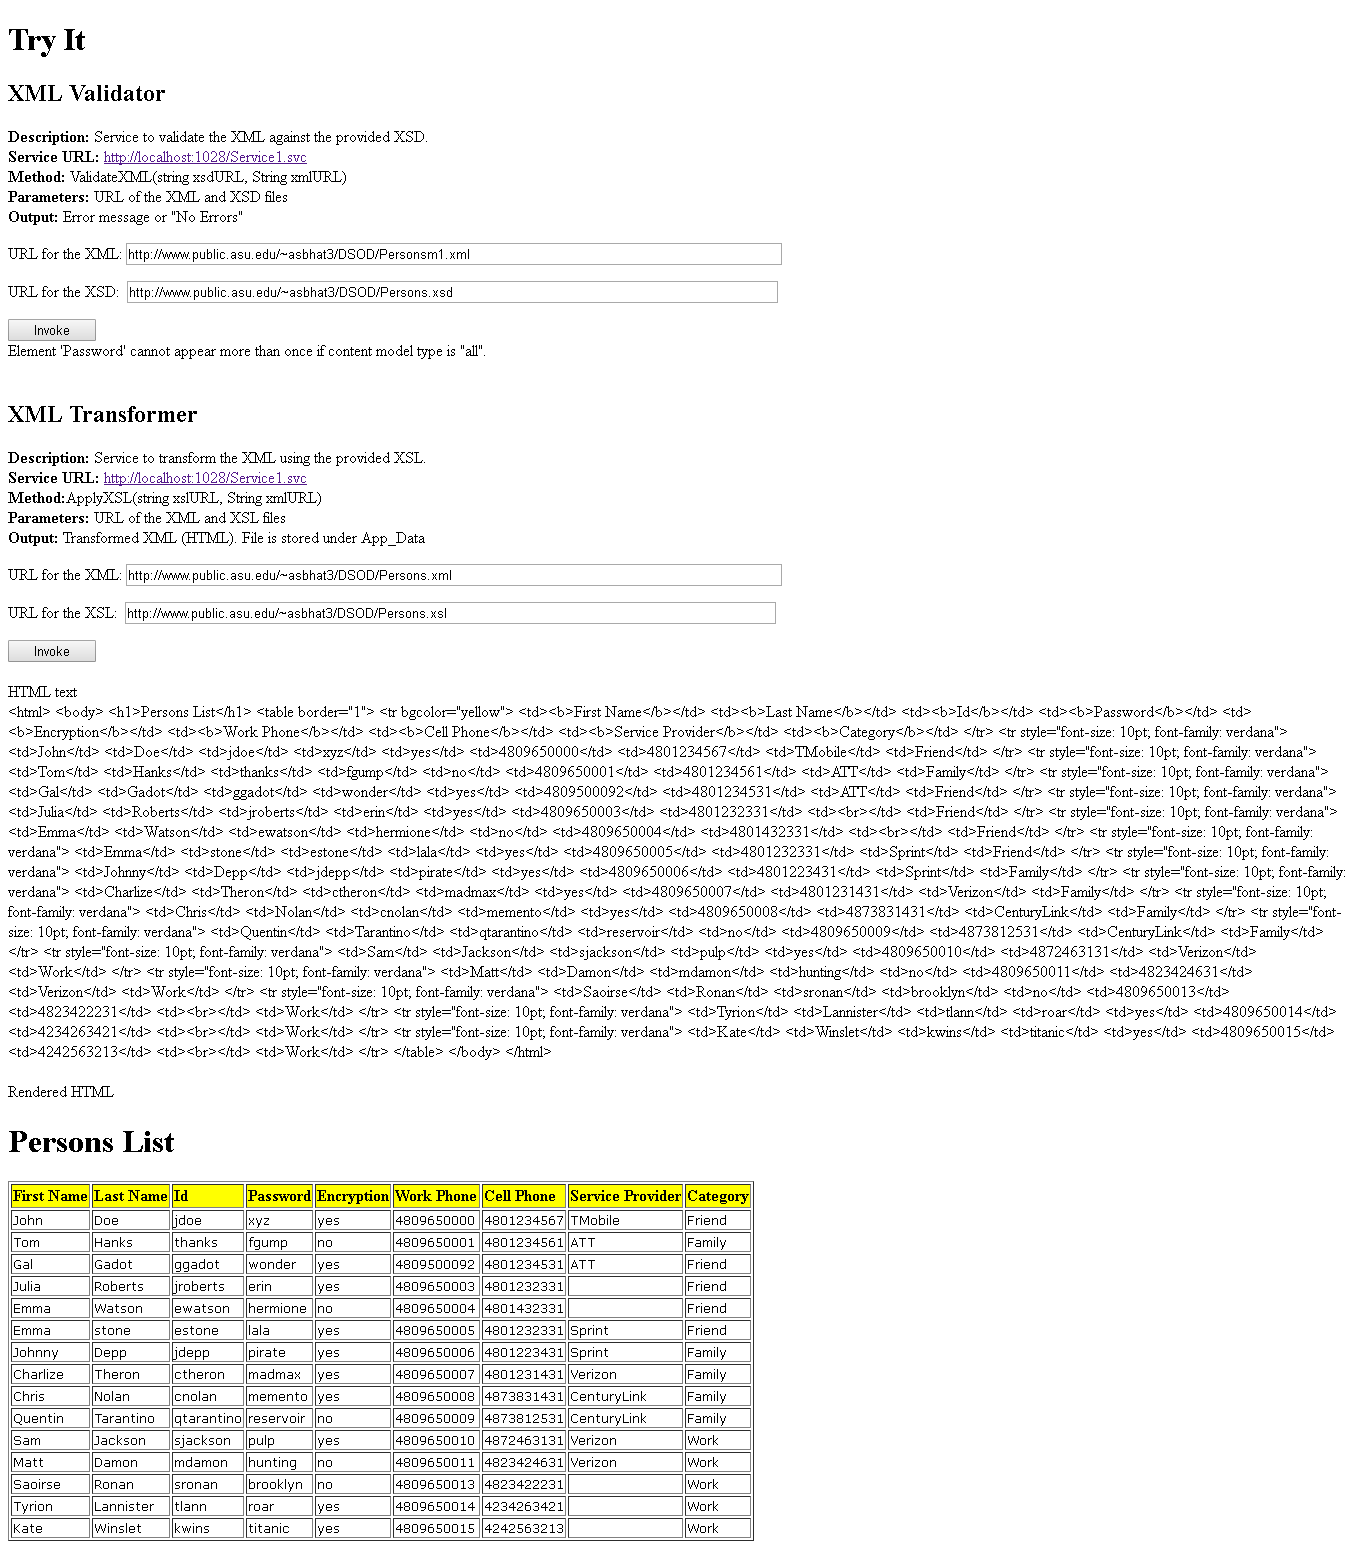 Try It
XML Validator
Description: Service to validate the XML against the provided XSD.
Service URL: http://localhost:1028/Service1.svc
Method: ValidateXML(string xsdURL, String xmlURL)
Parameters: URL of the XML and XSD files
Output: Error message or "No Errors"
URL for the XML: http://www.public.asu.edu/~asbhat3/DSOD/Personsm1.xml
URL for the XSD: http://www.public.asu.edu/~asbhat3/DSOD/Persons.xsd
Invoke
Element 'Password' cannot appear more than once if content model type is "all".
XML Transformer
Description: Service to transform the XML using the provided XSL.
Service URL: http://localhost:1028/Service1.svc
Method:ApplyXSL(string xslURL, String xmlURL)
Parameters: URL of the XML and XSL files
Output: Transformed XML (HTML). File is stored under App_Data
URL for the XML: http://www.public.asu.edu/~asbhat3/DSOD/Persons.xml
URL for the XSL: http://www.public.asu.edu/~asbhat3/DSOD/Persons.xsl
Invoke
HTML text
<html> <body> <h1>Persons List</h1> <table border="1"> <tr bgcolor="yellow"> <td><b>First Name</b></td> <td><b>Last Name</b></td> <td><b>Id</b></td> <td><b>Password</b></td> <td>
<b>Encryption</b></td> <td><b>Work Phone</b></td> <td><b>Cell Phone</b></td> <td><b>Service Provider</b></td> <td><b>Category</b></td> </tr> <tr style="font-size: 10pt; font-family: verdana">
<td>John</td> <td>Doe</td> <td>jdoe</td> <td>xyz</td> <td>yes</td> <td>4809650000</td> <td>4801234567</td> <td>TMobile</td> <td>Friend</td> </tr> <tr style="font-size: 10pt; font-family: verdana">
<td>Tom</td> <td>Hanks</td> <td>thanks</td> <td>fgump</td> <td>no</td> <td>4809650001</td> <td>4801234561</td> <td>ATT</td> <td>Family</td> </tr> <tr style="font-size: 10pt; font-family: verdana">
<td>Gal</td> <td>Gadot</td> <td>ggadot</td> <td>wonder</td> <td>yes</td> <td>4809500092</td> <td>4801234531</td> <td>ATT</td> <td>Friend</td> </tr> <tr style="font-size: 10pt; font-family: verdana">
<td>Julia</td> <td>Roberts</td> <td>jroberts</td> <td>erin</td> <td>yes</td> <td>4809650003</td> <td>4801232331</td> <td><br></td> <td>Friend</td> </tr> <tr style="font-size: 10pt; font-family: verdana">
<td>Emma</td> <td>Watson</td> <td>ewatson</td> <td>hermione</td> <td>no</td> <td>4809650004</td> <td>4801432331</td> <td><br></td> <td>Friend</td> </tr> <tr style="font-size: 10pt; font-family:
verdana"> <td>Emma</td> <td>stone</td> <td>estone</td> <td>lala</td> <td>yes</td> <td>4809650005</td> <td>4801232331</td> <td>Sprint</td> <td>Friend</td> </tr> <tr style="font-size: 10pt; font-family:
verdana"> <td>Johnny</td> <td>Depp</td> <td>jdepp</td> <td>pirate</td> <td>yes</td> <td>4809650006</td> <td>4801223431</td> <td>Sprint</td> <td>Family</td> </tr> <tr style="font-size: 10pt; font-family:
verdana"> <td>Charlize</td> <td>Theron</td> <td>ctheron</td> <td>madmax</td> <td>yes</td> <td>4809650007</td> <td>4801231431</td> <td>Verizon</td> <td>Family</td> </tr> <tr style="font-size: 10pt;
font-family: verdana"> <td>Chris</td> <td>Nolan</td> <td>cnolan</td> <td>memento</td> <td>yes</td> <td>4809650008</td> <td>4873831431</td> <td>CenturyLink</td> <td>Family</td> </tr> <tr style="font-
size: 10pt; font-family: verdana"> <td>Quentin</td> <td>Tarantino</td> <td>qtarantino</td> <td>reservoir</td> <td>no</td> <td>4809650009</td> <td>4873812531</td> <td>CenturyLink</td> <td>Family</td>
</tr> <tr style="font-size: 10pt; font-family: verdana"> <td>Sam</td> <td>Jackson</td> <td>sjackson</td> <td>pulp</td> <td>yes</td> <td>4809650010</td> <td>4872463131</td> <td>Verizon</td>
<td>Work</td> </tr> <tr style="font-size: 10pt; font-family: verdana"> <td>Matt</td> <td>Damon</td> <td>mdamon</td> <td>hunting</td> <td>no</td> <td>4809650011</td> <td>4823424631</td>
<td>Verizon</td> <td>Work</td> </tr> <tr style="font-size: 10pt; font-family: verdana"> <td>Saoirse</td> <td>Ronan</td> <td>sronan</td> <td>brooklyn</td> <td>no</td> <td>4809650013</td>
<td>4823422231</td> <td><br></td> <td>Work</td> </tr> <tr style="font-size: 10pt; font-family: verdana"> <td>Tyrion</td> <td>Lannister</td> <td>tlann</td> <td>roar</td> <td>yes</td> <td>4809650014</td>
<td>4234263421</td> <td><br></td> <td>Work</td> </tr> <tr style="font-size: 10pt; font-family: verdana"> <td>Kate</td> <td>Winslet</td> <td>kwins</td> <td>titanic</td> <td>yes</td> <td>4809650015</td>
<td>4242563213</td> <td><br></td> <td>Work</td> </tr> </table> </body> </html>
Rendered HTML
Persons List
First Name Last Name Id Password Encryption Work Phone Cell Phone Service Provider Category
John Doe jdoe xyz yes 4809650000 4801234567 TMobile Friend
Tom Hanks thanks fgump no 4809650001 4801234561 ATT Family
Gal Gadot ggadot wonder yes 4809500092 4801234531 ATT Friend
Julia Roberts jroberts erin yes 4809650003 4801232331 Friend
Emma Watson ewatson hermione no 4809650004 4801432331 Friend
Emma stone estone lala yes 4809650005 4801232331 Sprint Friend
Johnny Depp jdepp pirate yes 4809650006 4801223431 Sprint Family
Charlize Theron ctheron madmax yes 4809650007 4801231431 Verizon Family
Chris Nolan cnolan memento yes 4809650008 4873831431 CenturyLink Family
Quentin Tarantino qtarantino reservoir no 4809650009 4873812531 CenturyLink Family
Sam Jackson sjackson pulp yes 4809650010 4872463131 Verizon Work
Matt Damon mdamon hunting no 4809650011 4823424631 Verizon Work
Saoirse Ronan sronan brooklyn no 4809650013 4823422231 Work
Tyrion Lannister tlann roar yes 4809650014 4234263421 Work
Kate Winslet kwins titanic yes 4809650015 4242563213 Work